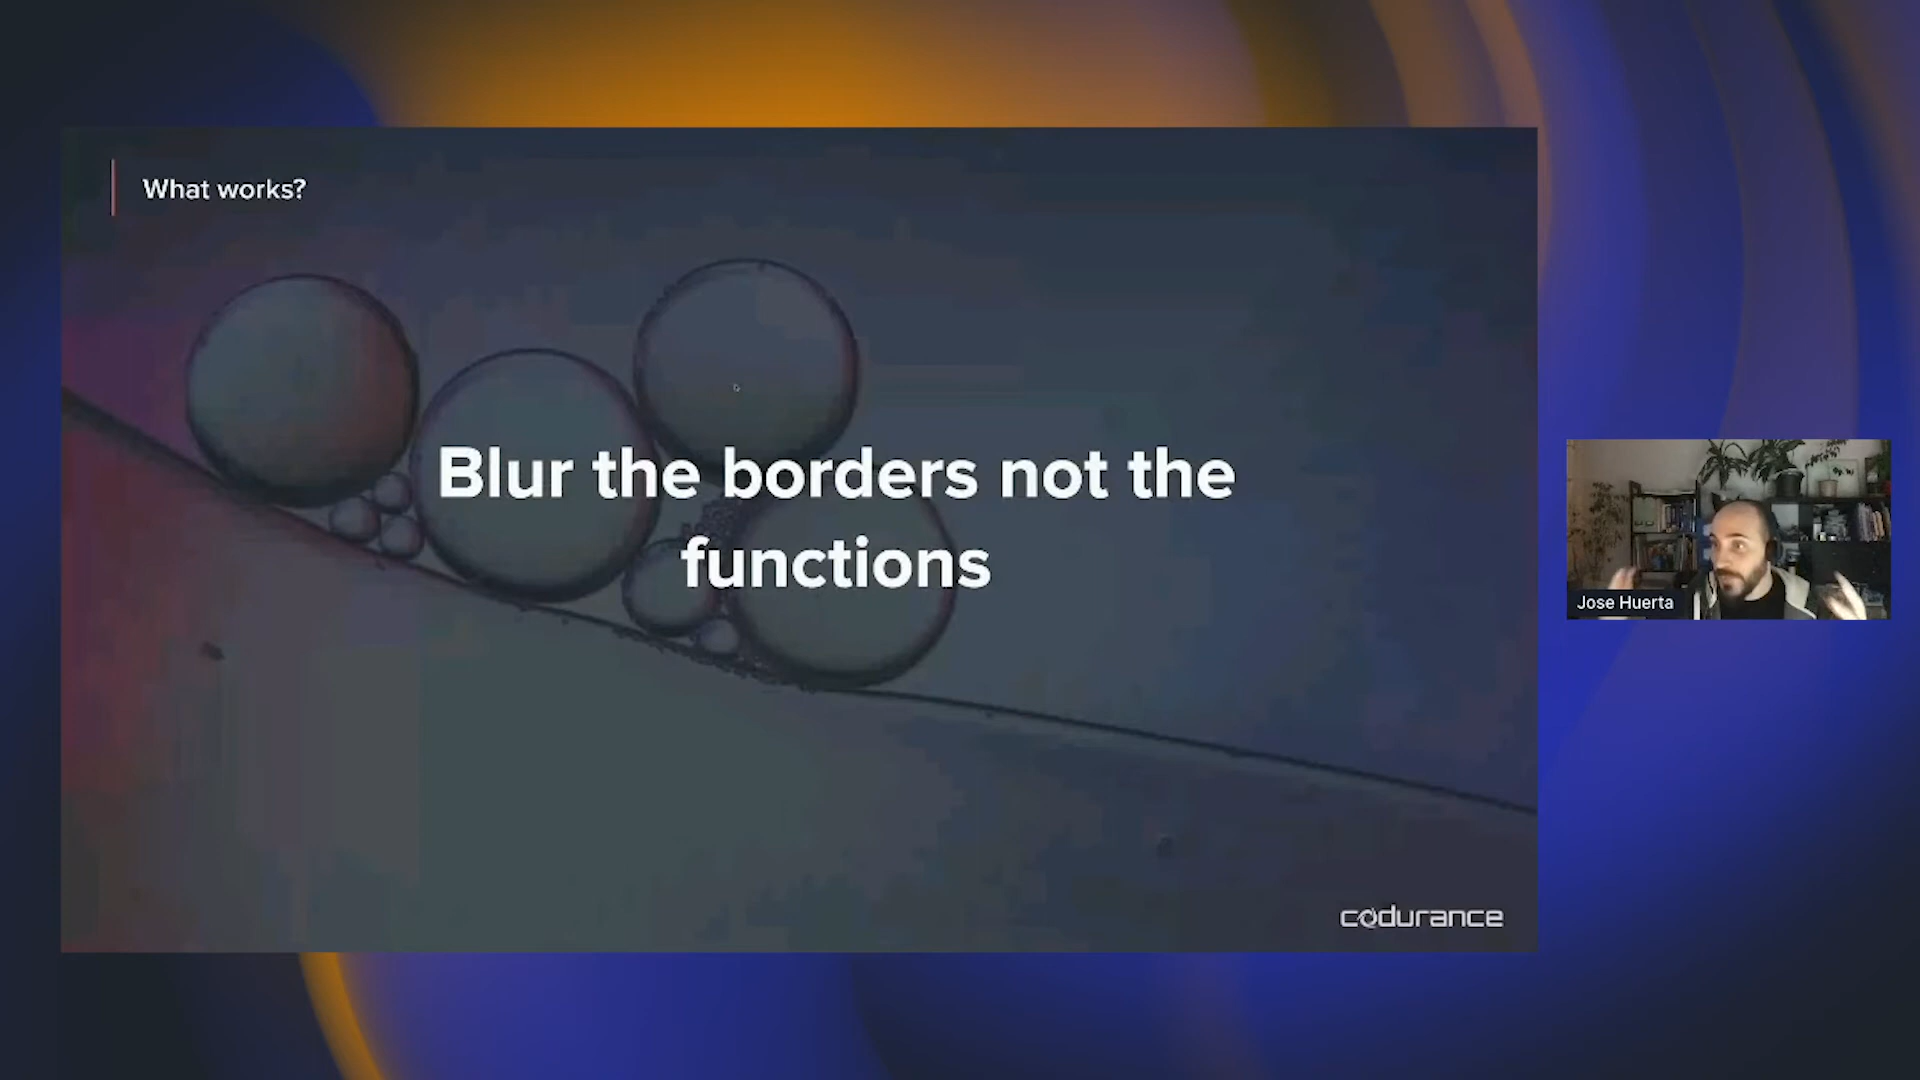 What works?
Blur the borders not the
functions
Jose Huerta
codurance